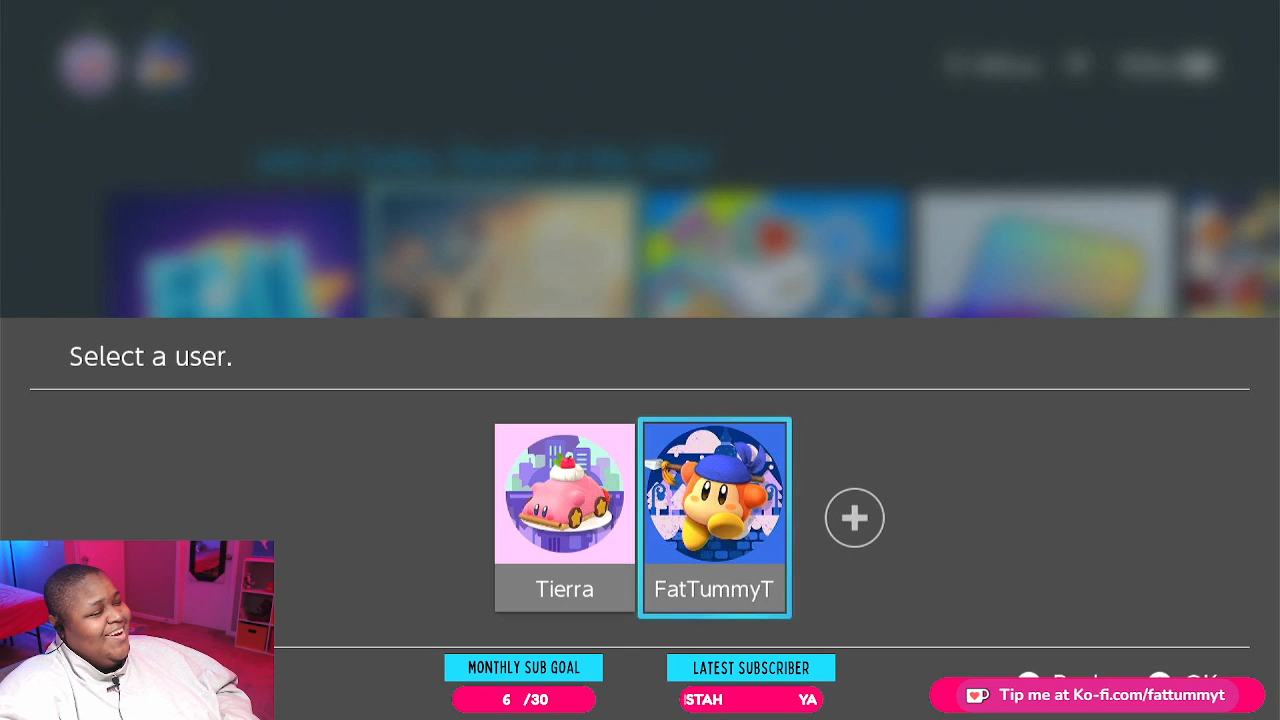 Select a user.
Tierra
FatTummyT
MONTHLY SUB GOAL
LATEST SUBSCRIBER
6 /30
STAH YA
Tip me at Ko-fi.com/fattummyt